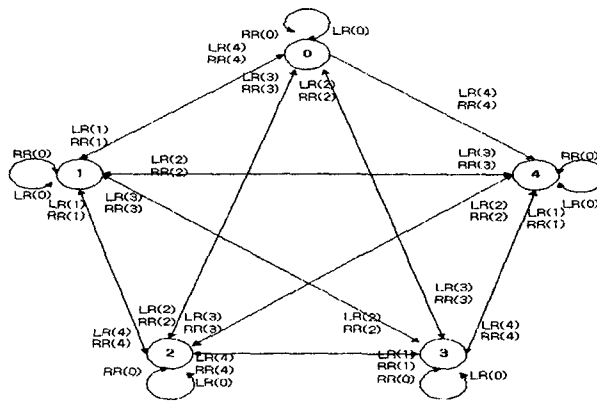 RR(0) LR(0)
0
LR(4)
RR(4)
LR(3)
RR(3)
LR(2)
RR(2)
LR(4)
RR(4)
LR(1)
RR(1)
RR(0)
1
LR(0)
LR(2)
RR(2)
LR(3)
RR(3)
4
RR(0)
LR(0)
LR(1)
RR(1)
LR(3)
RR(3)
LR(2)
RR(2)
LR(1)
RR(1)
LR(2)
RR(2)
LR(3)
RR(3)
LR(3)
RR(3)
LR(2)
RR(2)
LR(4)
RR(4)
2
LR(4)
RR(4)
RR(0)
LR(0)
LR(1)
RR(1)
RR(0)
3
LR(0)
LR(4)
RR(4)